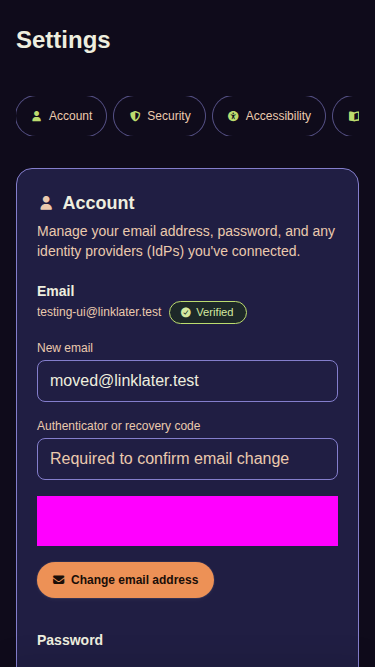 Settings
Account
Security
Accessibility
Account
Manage your email address, password, and any
identity providers (IdPs) you've connected.
Email
testing-ui@linklater.test
Verified
New email
moved@linklater.test
Authenticator or recovery code
Required to confirm email change
Change email address
Password